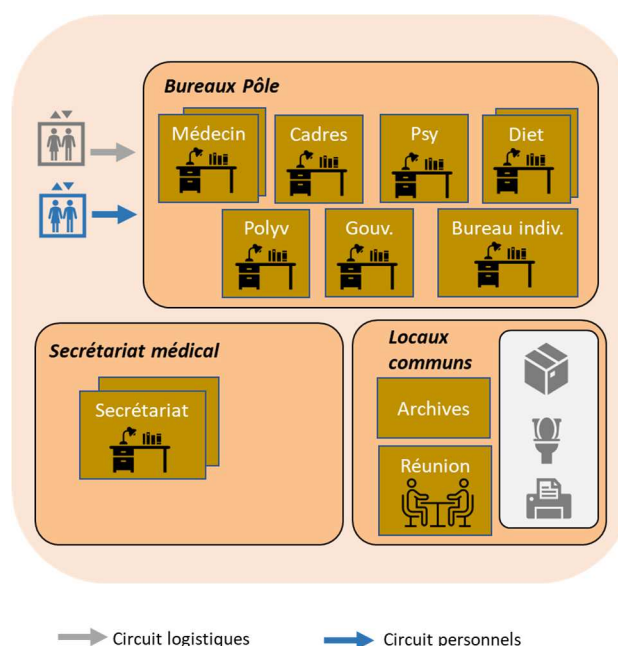 Bureaux Pôle
Médecin
Cadres
Psy
Diet
Polyv
Gouv.
Bureau indiv.
Secrétariat médical
Secrétariat
Locaux
communs
Archives
Réunion
Circuit logistiques
Circuit personnels